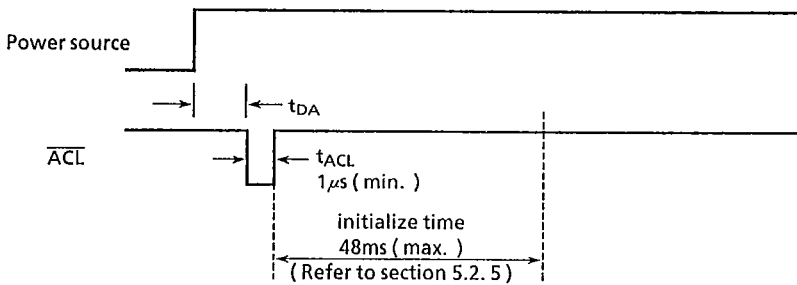 Power source
tDA
ACL
tACL
1μs ( min. )
initialize time
48ms ( max. )
( Refer to section 5.2. 5 )